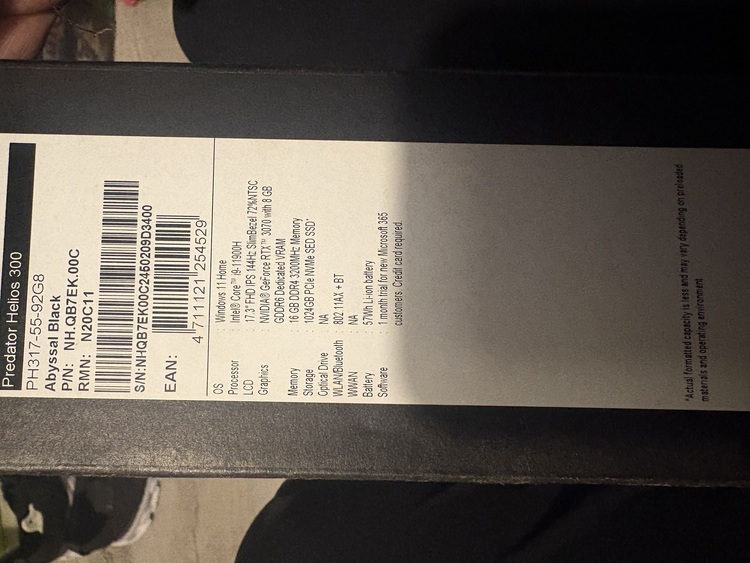 Predator Helios 300
PH317-55-92G8
Abyssal Black
P/N: NH.QB7EK.00C
RMN: N20C11
S/N:NHQB7EK00C2450209D3400
EAN: 4 711121 254529
OS : Windows 11 Home
Processor : Intel® Core™ i9-11900H
LCD : 17.3" FHD IPS 144Hz SlimBezel 72%NTSC
Graphics : NVIDIA® GeForce RTX™ 3070 with 8 GB
GDDR6 Dedicated VRAM
Memory : 16 GB DDR4 3200MHz Memory
Storage : 1024GB PCIe NVMe SED SSD*
Optical Drive : NA
WLAN/Bluetooth : 802.11AX + BT
WWAN : NA
Battery : 57Wh Li-ion battery
Software : 1 month trial for new Microsoft 365
customers. Credit card required.
*Actual formatted capacity is less and may vary depending on preloaded
materials and operating environment